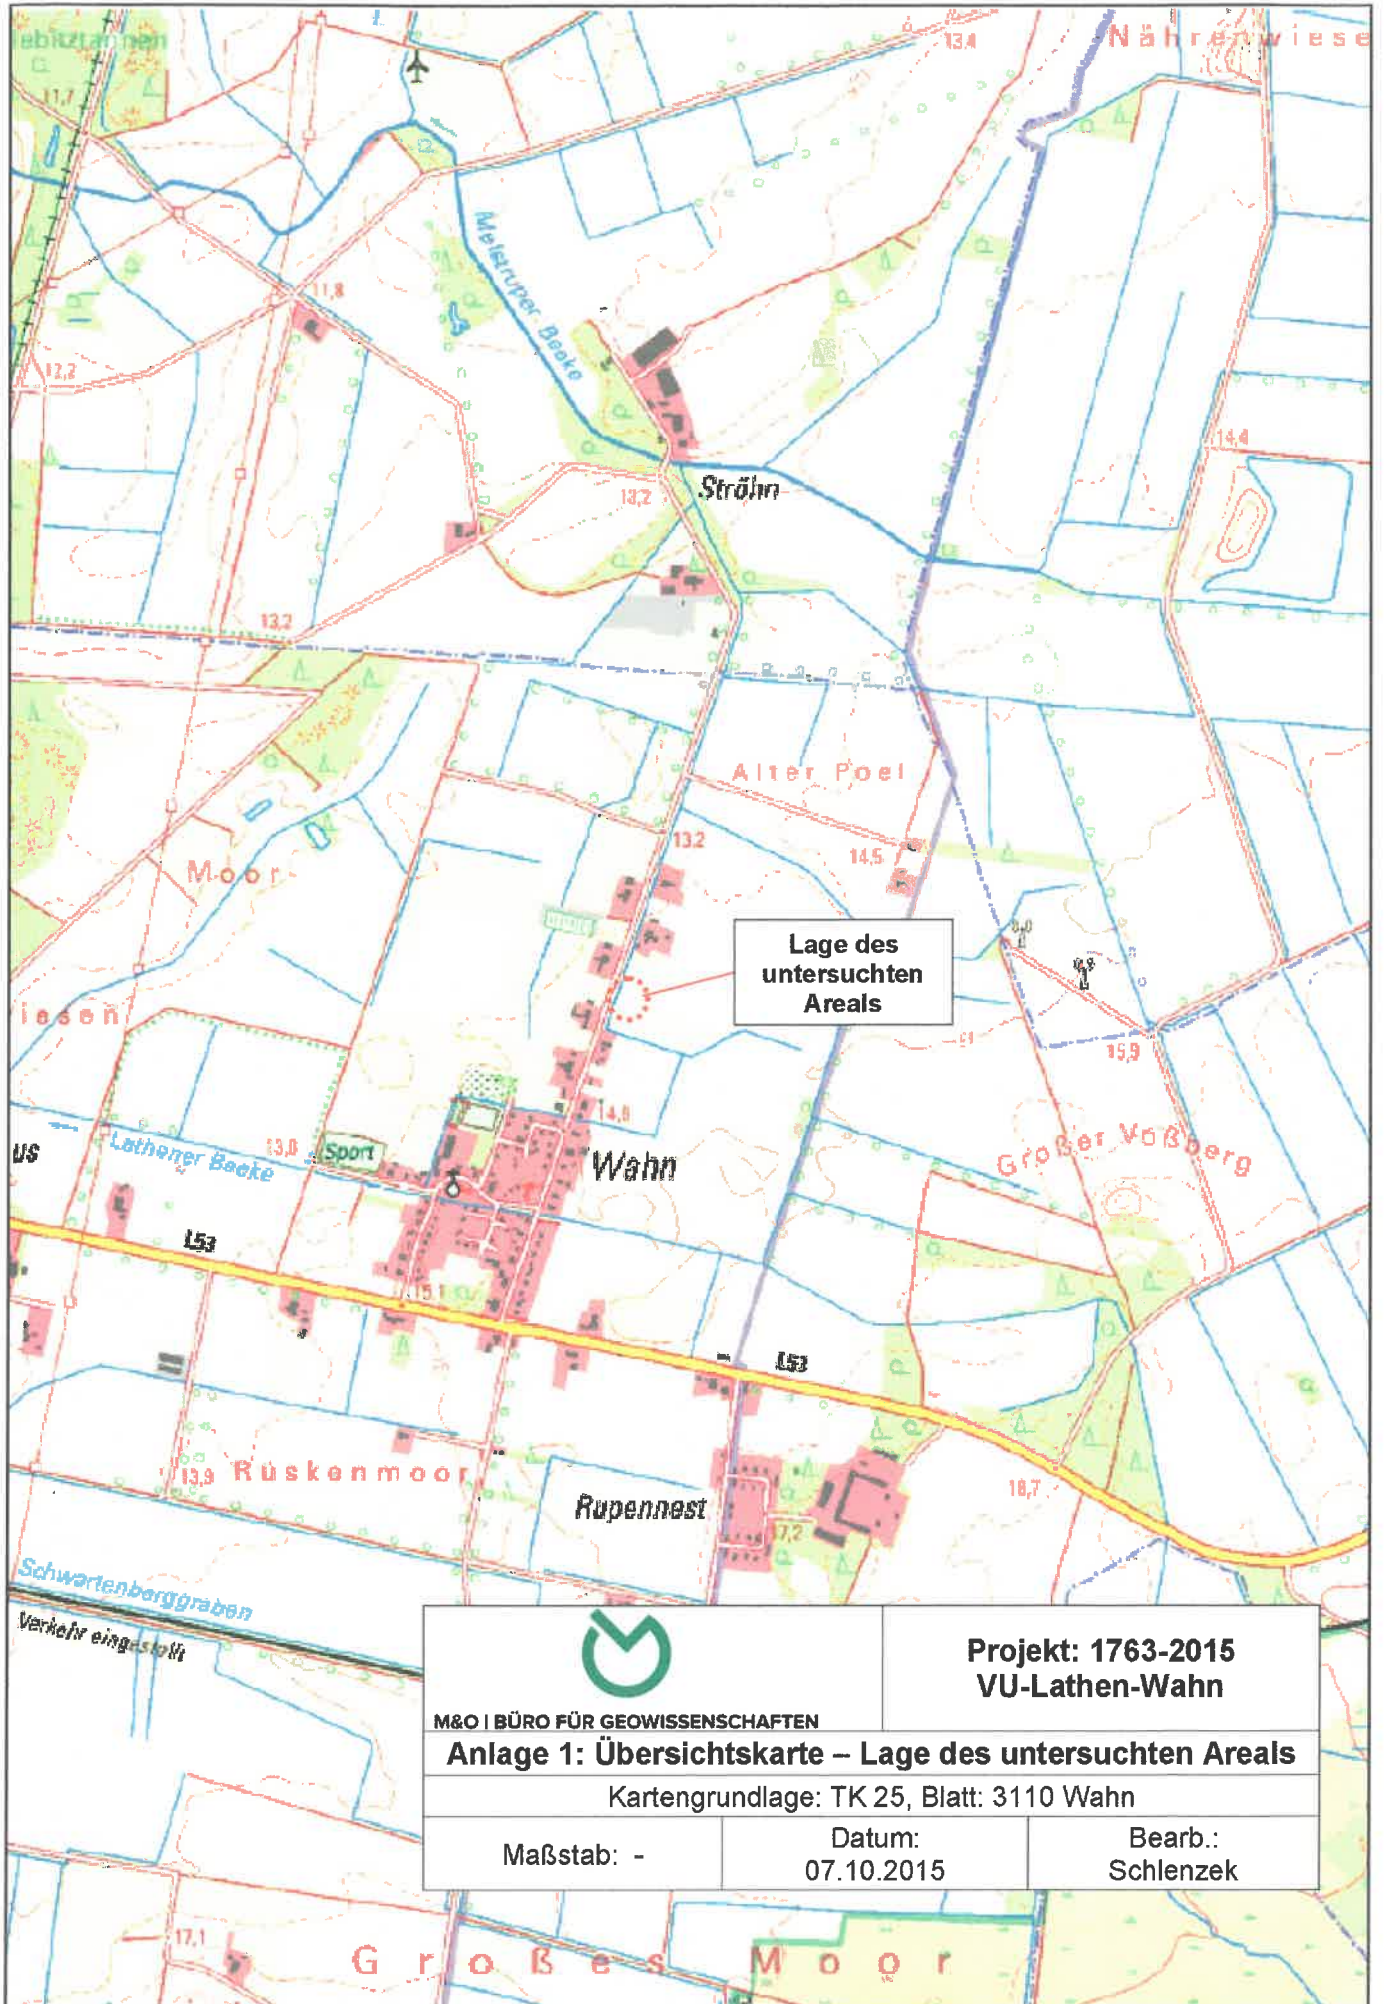 Nährenwiese
13,4
11,7
Melstruper Beeke
11,8
12,2
14,4
13,2
Ströhn
13,2
Alter Poel
13,2
14,5
Moor
Lage des
untersuchten
Areals
iesen
15,9
14,8
us
Lathener Beeke
13,0
Sport
Wahn
Großer Voßberg
L53
15,1
L53
13,9
Rüskenmoor
Rupennest
17,2
18,7
Schwartenberggraben
Verkehr eingestellt
M&O | BÜRO FÜR GEOWISSENSCHAFTEN
Projekt: 1763-2015
VU-Lathen-Wahn
Anlage 1: Übersichtskarte – Lage des untersuchten Areals
Kartengrundlage: TK 25, Blatt: 3110 Wahn
Maßstab: -
Datum:
07.10.2015
Bearb.:
Schlenzek
17,1
Großes Moor